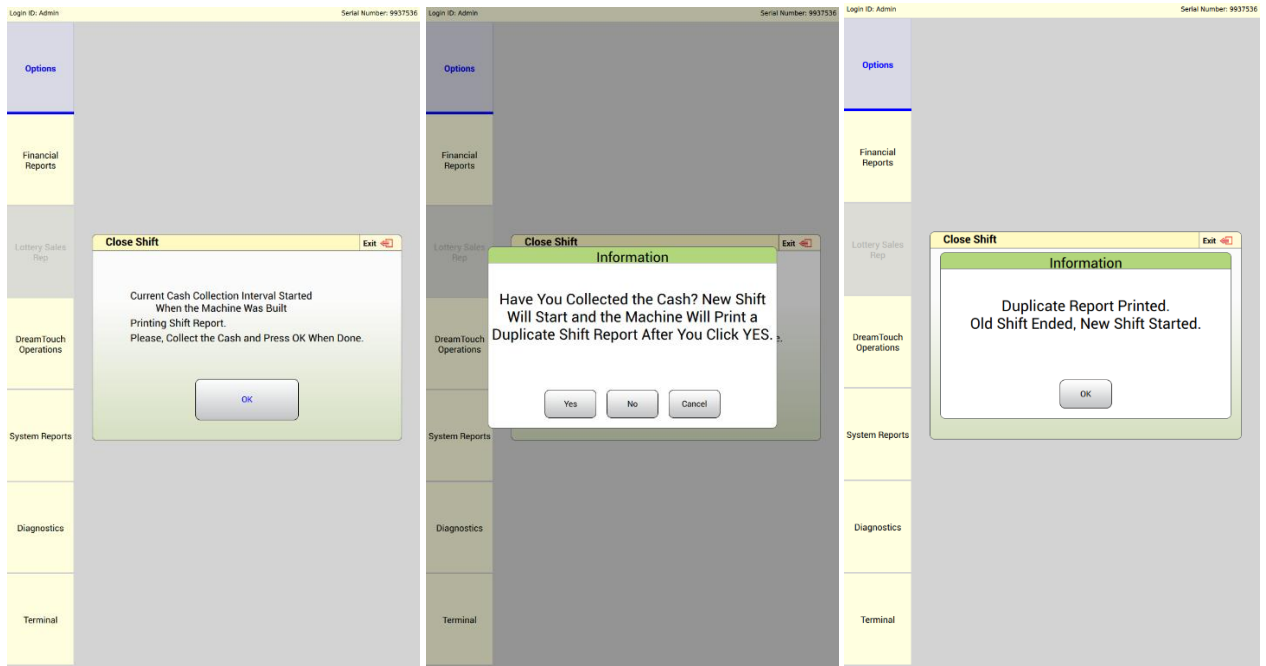 Login ID: Admin
Serial Number: 9937536
Options
Financial
Reports
Lottery Sales
Rep
DreamTouch
Operations
System Reports
Diagnostics
Terminal
Close Shift
Exit
Current Cash Collection Interval Started
When the Machine Was Built
Printing Shift Report.
Please, Collect the Cash and Press OK When Done.
OK
Login ID: Admin
Serial Number: 9937536
Options
Financial
Reports
Lottery Sales
Rep
DreamTouch
Operations
System Reports
Diagnostics
Terminal
Close Shift
Exit
Information
Have You Collected the Cash? New Shift
Will Start and the Machine Will Print a
Duplicate Shift Report After You Click YES.
Yes
No
Cancel
Login ID: Admin
Serial Number: 9937536
Options
Financial
Reports
Lottery Sales
Rep
DreamTouch
Operations
System Reports
Diagnostics
Terminal
Close Shift
Exit
Information
Duplicate Report Printed.
Old Shift Ended, New Shift Started.
OK